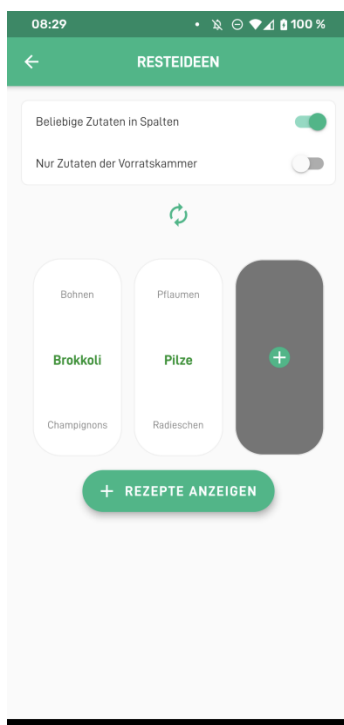 08:29 100 %
RESTEIDEEN
Beliebige Zutaten in Spalten
Nur Zutaten der Vorratskammer
Bohnen Pflaumen
Brokkoli Pilze
Champignons Radieschen
+ REZEPTE ANZEIGEN